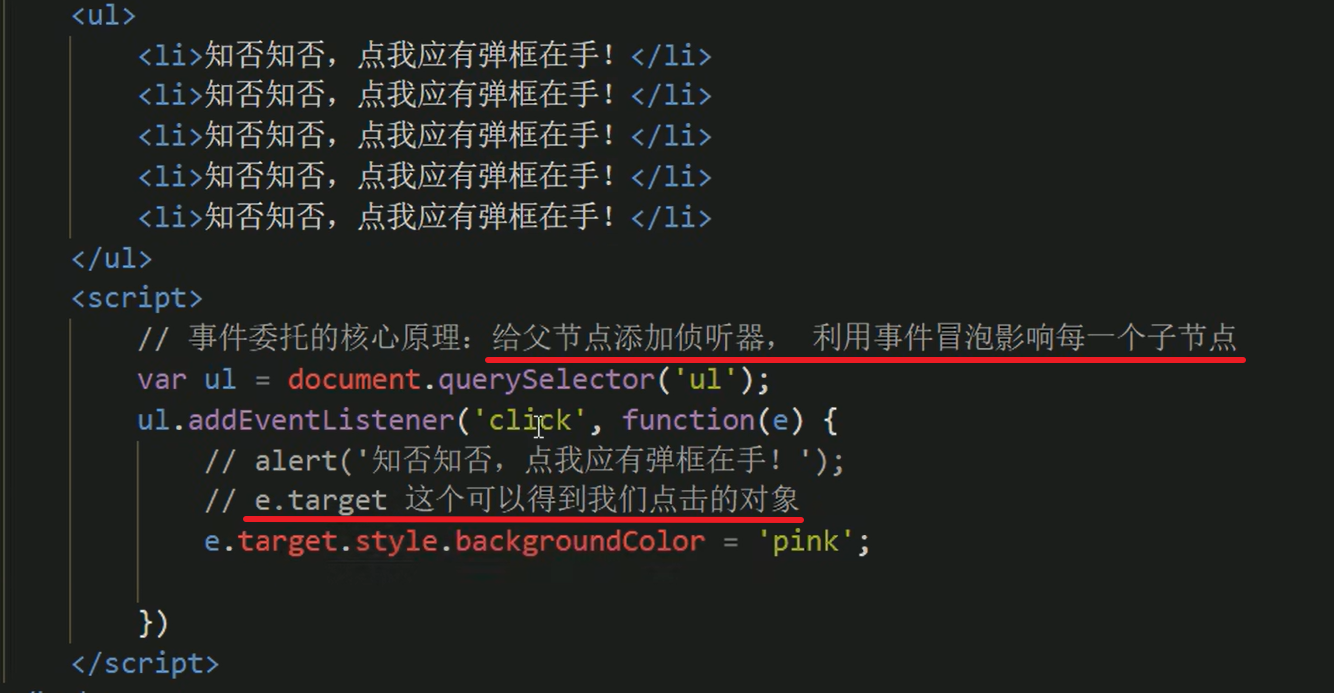 <ul>
<li>知否知否，点我应有弹框在手！</li>
<li>知否知否，点我应有弹框在手！</li>
<li>知否知否，点我应有弹框在手！</li>
<li>知否知否，点我应有弹框在手！</li>
<li>知否知否，点我应有弹框在手！</li>
</ul>
<script>
// 事件委托的核心原理：给父节点添加侦听器， 利用事件冒泡影响每一个子节点
var ul = document.querySelector('ul');
ul.addEventListener('click', function(e) {
// alert('知否知否，点我应有弹框在手！');
// e.target 这个可以得到我们点击的对象
e.target.style.backgroundColor = 'pink';
})
</script>